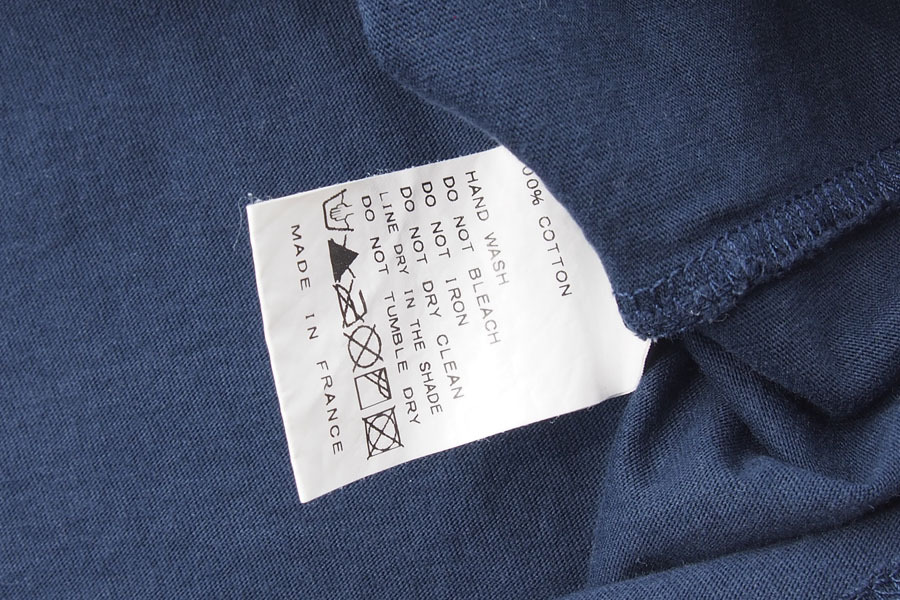 00% COTTON
HAND WASH
DO NOT BLEACH
DO NOT IRON
DO NOT DRY CLEAN
LINE DRY IN THE SHADE
DO NOT TUMBLE DRY
MADE IN FRANCE